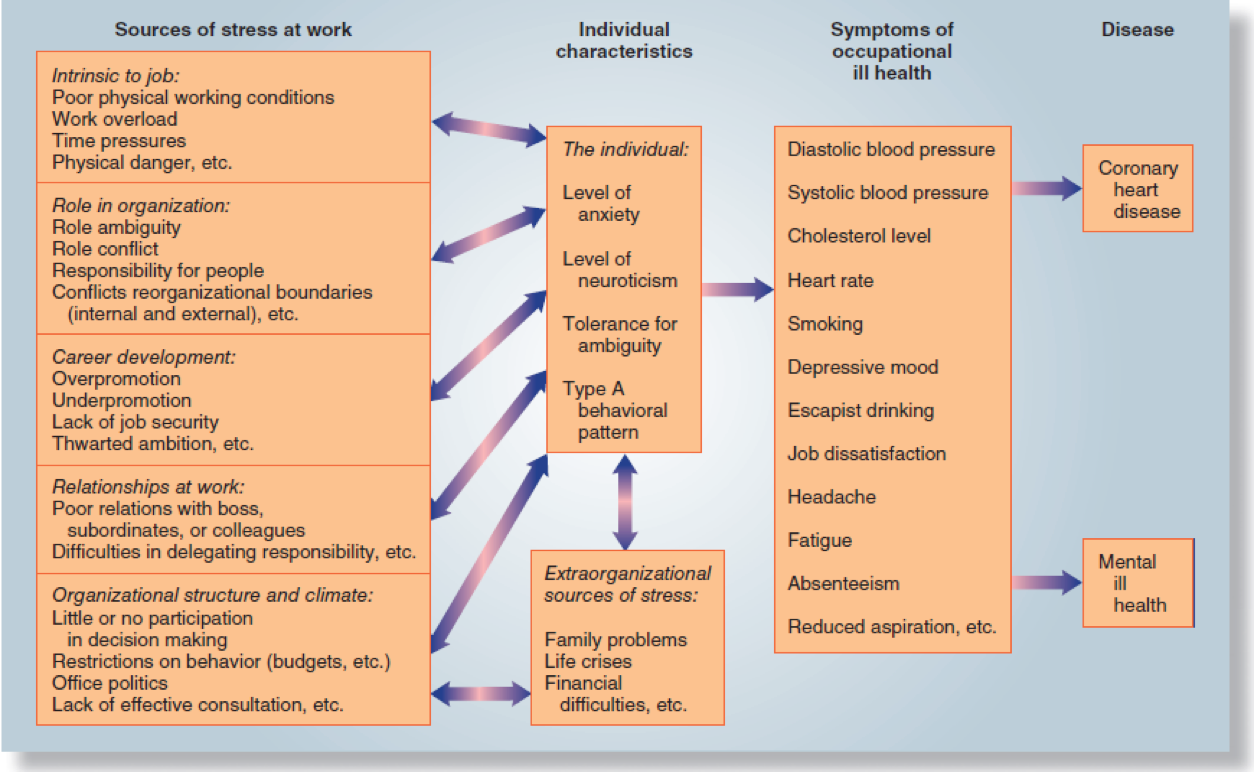 Sources of stress at work
Intrinsic to job:
Poor physical working conditions
Work overload
Time pressures
Physical danger, etc.
Role in organization:
Role ambiguity
Role conflict
Responsibility for people
Conflicts reorganizational boundaries
(internal and external), etc.
Career development:
Overpromotion
Underpromotion
Lack of job security
Thwarted ambition, etc.
Relationships at work:
Poor relations with boss,
subordinates, or colleagues
Difficulties in delegating responsibility, etc.
Organizational structure and climate:
Little or no participation
in decision making
Restrictions on behavior (budgets, etc.)
Office politics
Lack of effective consultation, etc.
Individual
characteristics
The individual:
Level of
anxiety
Level of
neuroticism
Tolerance for
ambiguity
Type A
behavioral
pattern
Extraorganizational
sources of stress:
Family problems
Life crises
Financial
difficulties, etc.
Symptoms of
occupational
ill health
Diastolic blood pressure
Systolic blood pressure
Cholesterol level
Heart rate
Smoking
Depressive mood
Escapist drinking
Job dissatisfaction
Headache
Fatigue
Absenteeism
Reduced aspiration, etc.
Disease
Coronary
heart
disease
Mental
ill
health